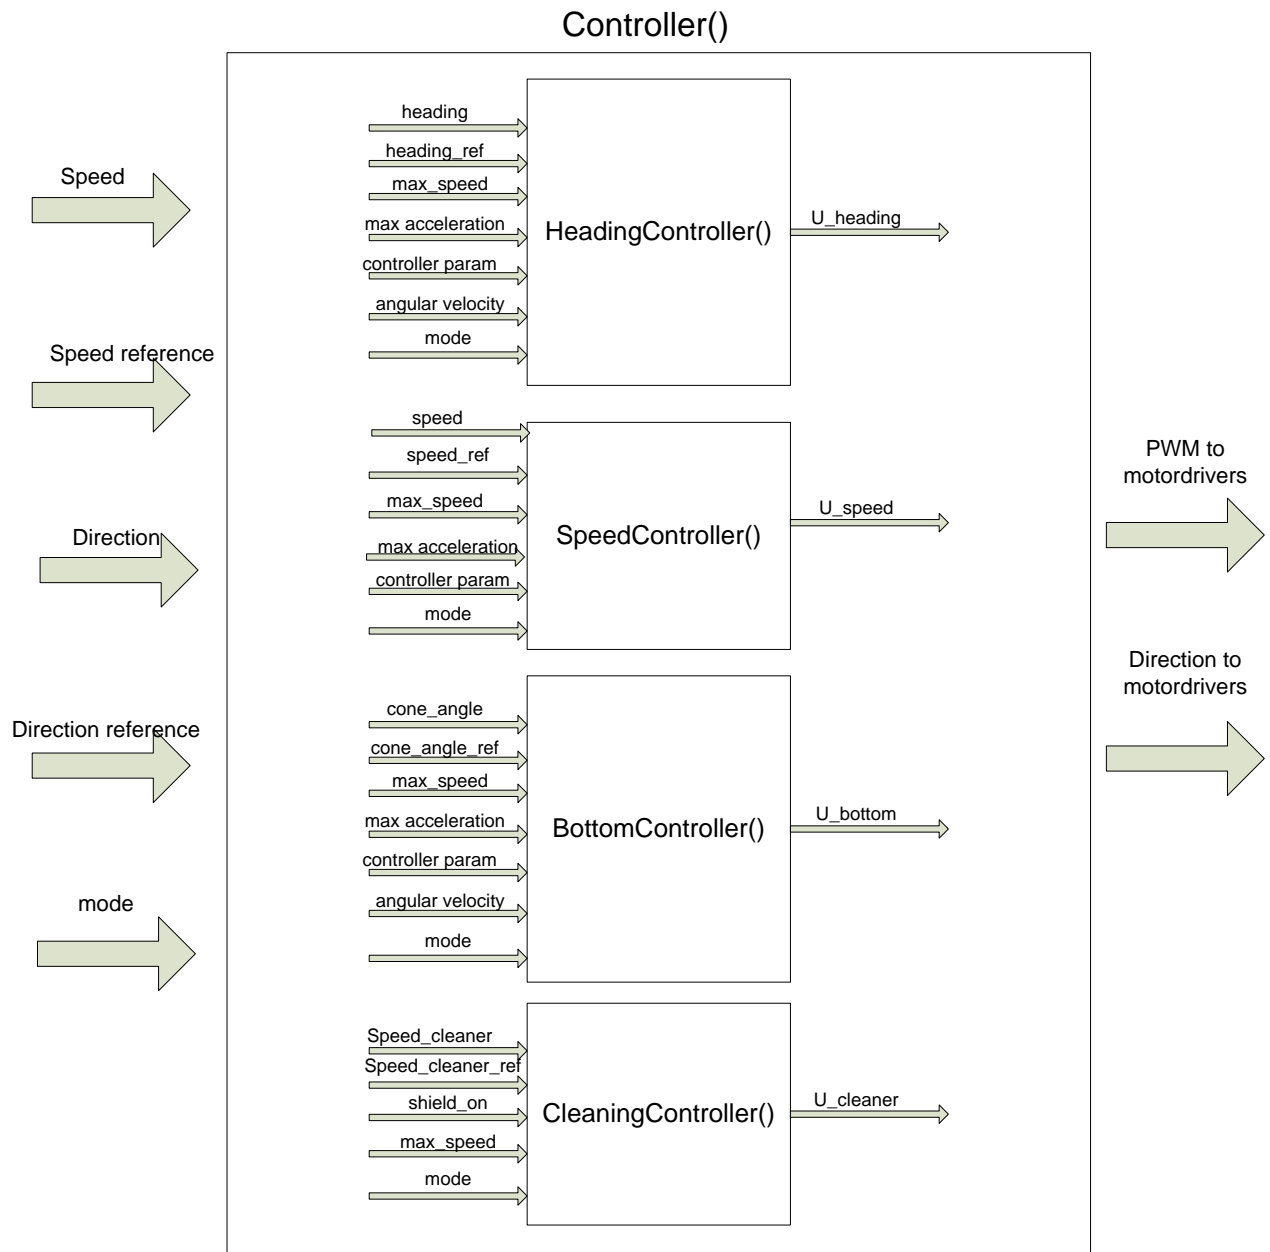 Controller()
Speed
Speed reference
Direction
Direction reference
mode
heading
heading_ref
max_speed
max acceleration
controller param
angular velocity
mode
HeadingController()
U_heading
speed
speed_ref
max_speed
max acceleration
controller param
mode
SpeedController()
U_speed
cone_angle
cone_angle_ref
max_speed
max acceleration
controller param
angular velocity
mode
BottomController()
U_bottom
Speed_cleaner
Speed_cleaner_ref
shield_on
max_speed
mode
CleaningController()
U_cleaner
PWM to
motordrivers
Direction to
motordrivers